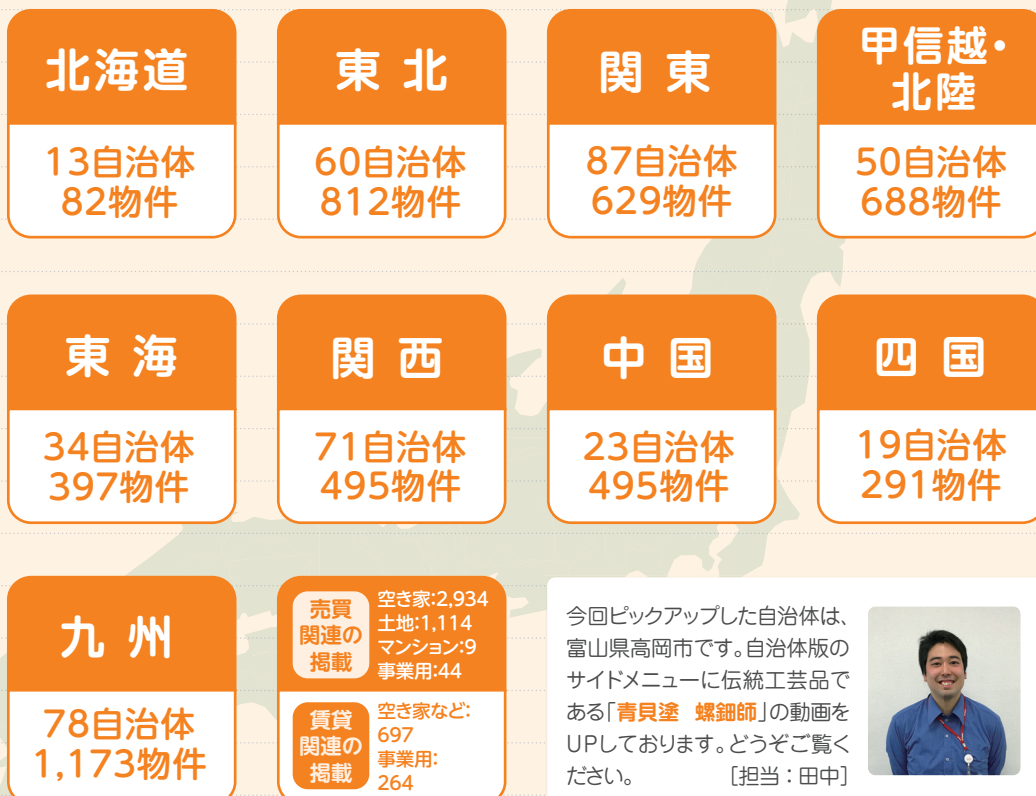 北海道
13自治体
82物件
東 北
60自治体
812物件
関 東
87自治体
629物件
甲信越・
北陸
50自治体
688物件
東 海
34自治体
397物件
関 西
71自治体
495物件
中 国
23自治体
495物件
四 国
19自治体
291物件
九 州
78自治体
1,173物件
売買
関連の
掲載
空き家:2,934
土地:1,114
マンション:9
事業用:44
賃貸
関連の
掲載
空き家など:
697
事業用:
264
今回ピックアップした自治体は、
富山県高岡市です。自治体版の
サイドメニューに伝統工芸品で
ある「青貝塗 螺鈿師」の動画を
UPしております。どうぞご覧く
ださい。 [担当:田中]